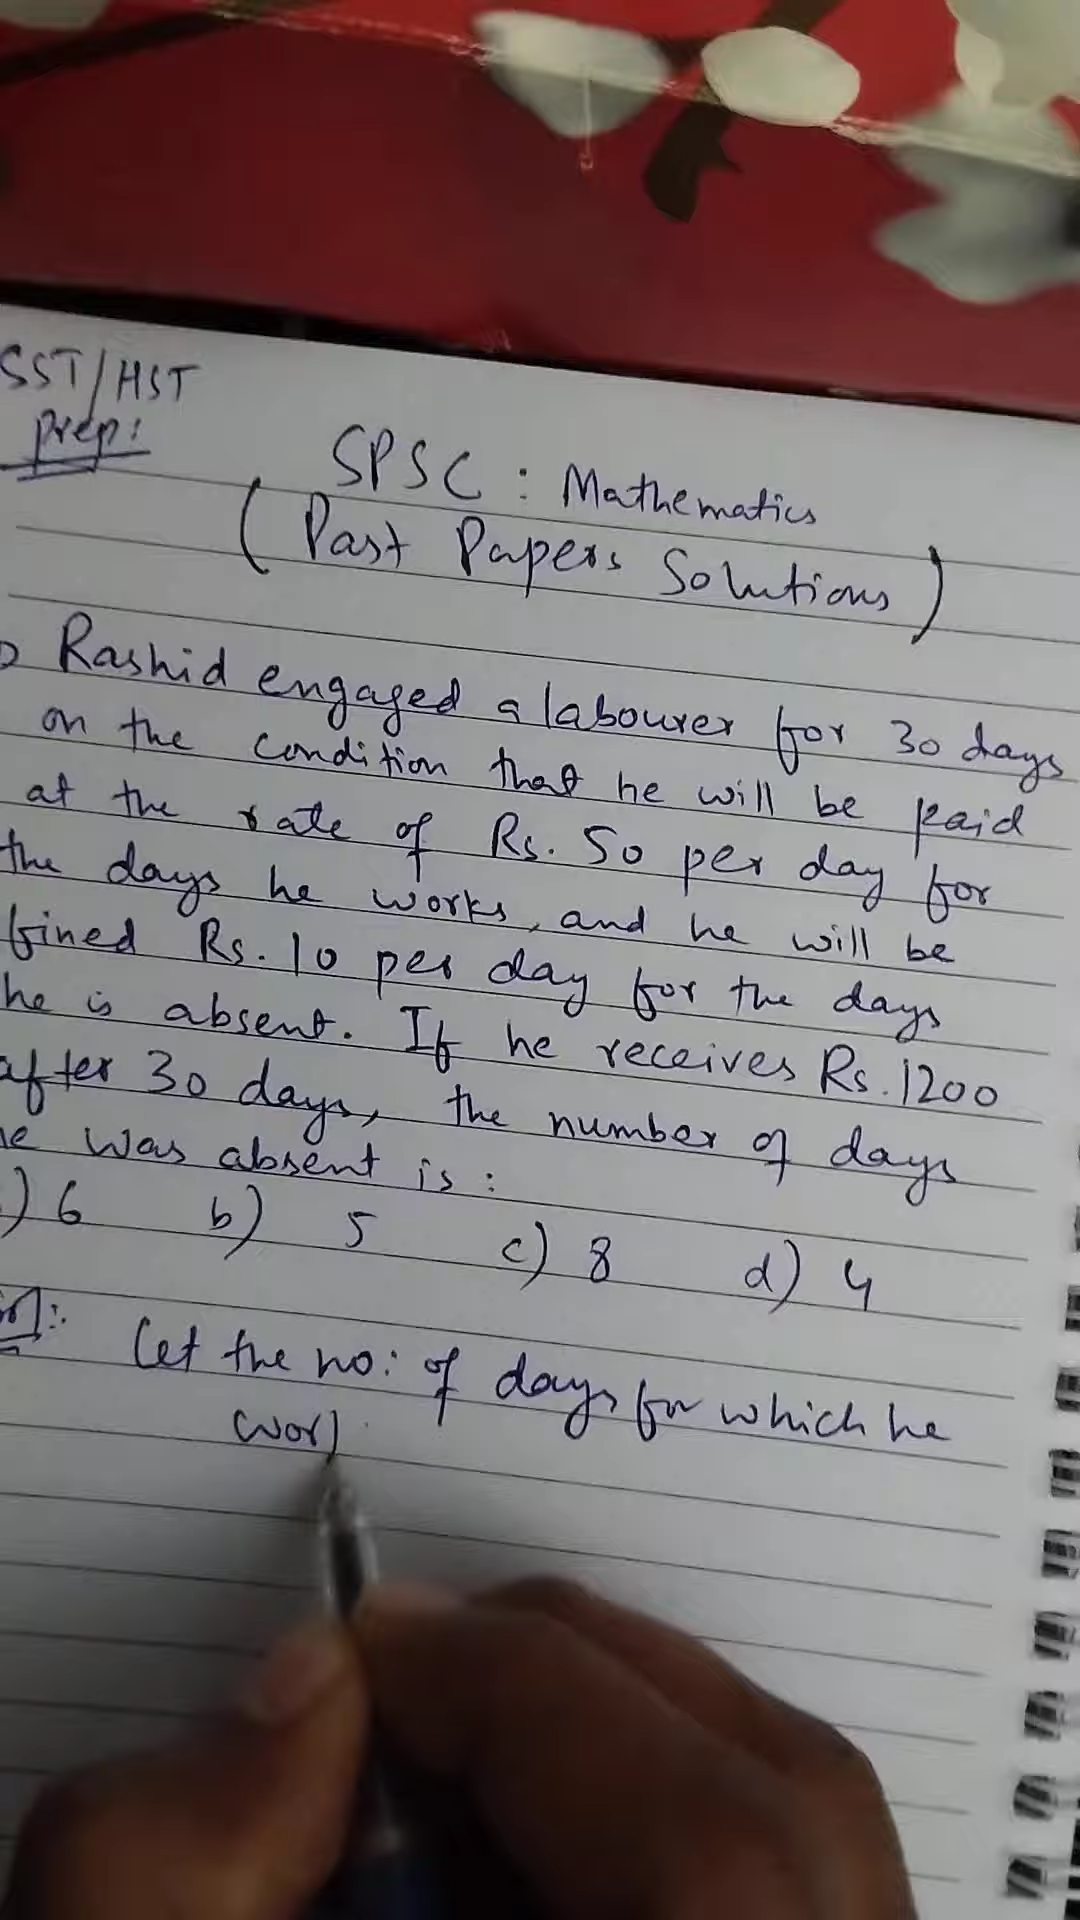 SST/HST
prep:
SPSC: Mathematics
(Past Papers Solutions)
Rashid engaged a labourer for 30 days
on the condition that he will be paid
at the rate of Rs. 50 per day for
the days he works, and he will be
fined Rs. 10 per day for the days
he is absent. If he receives Rs. 1200
after 30 days, the number of days
he was absent is:
) 6 b) 5 c) 8 d) 4
Let the no: of days for which he